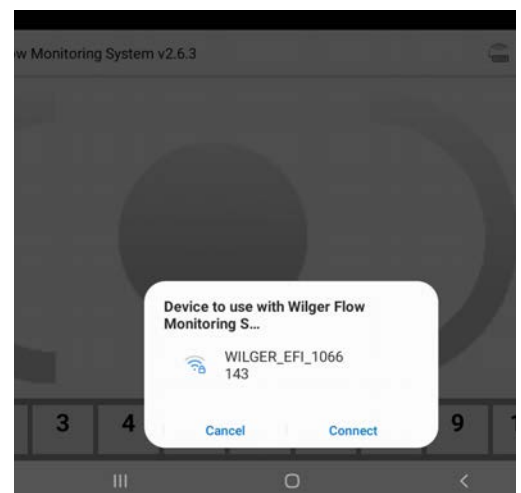 w Monitoring System v2.6.3
Device to use with Wilger Flow
Monitoring S...
WILGER_EFI_1066
143
Cancel
Connect
3
4
9